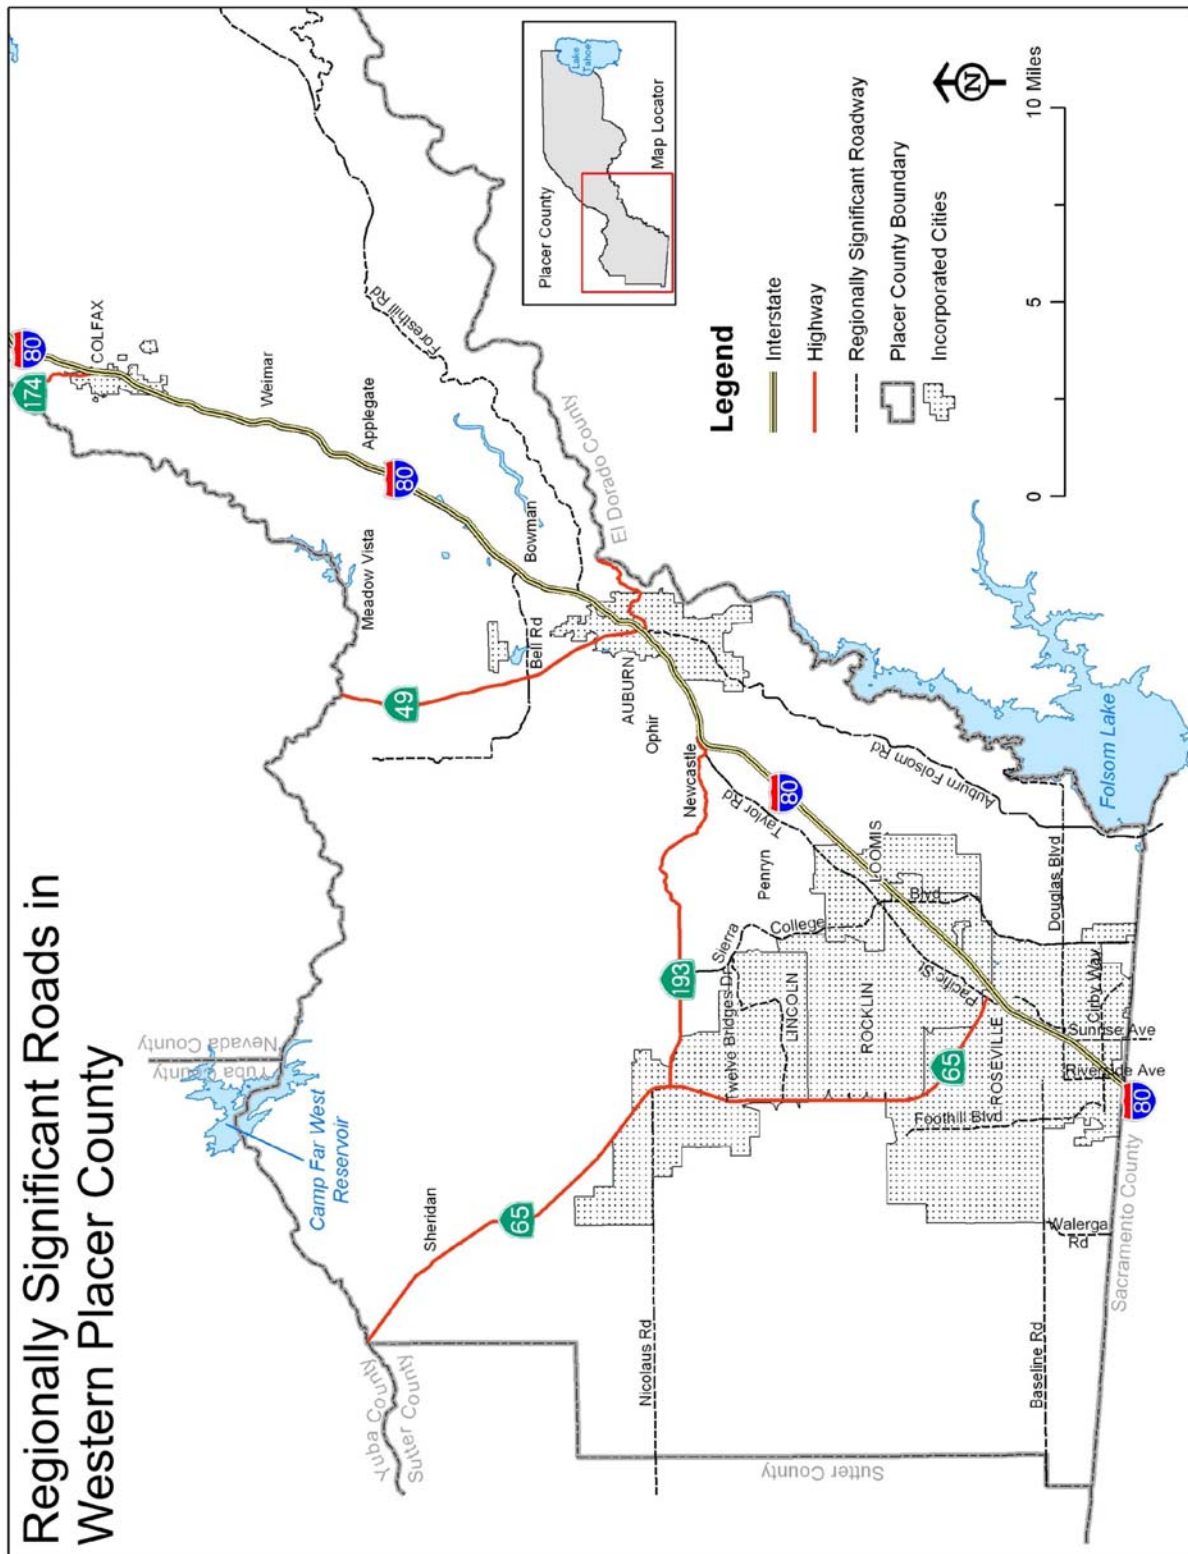 Regionally Significant Roads in
Western Placer County
80
174
COLFAX
Weimar
Applegate
80
Foresthill Rd
Meadow Vista
Bowman
El Dorado County
Bell Rd
49
AUBURN
Ophir
Newcastle
Nevada County
Yuba County
Camp Far West
Reservoir
Sheridan
65
193
Taylor Rd
80
Auburn Folsom Rd
Folsom Lake
Penryn
LOOMIS
Sierra
College
Blvd
Douglas Blvd
Twelve Bridges Dr
LINCOLN
ROCKLIN
Pacific St
65
ROSEVILLE
Cirby Way
Sunrise Ave
Riverside Ave
Foothill Blvd
80
Yuba County
Sutter County
Nicolaus Rd
Baseline Rd
Walerga
Rd
Sutter County
Sacramento County
Placer County
Lake
Tahoe
Map Locator
Legend
Interstate
Highway
Regionally Significant Roadway
Placer County Boundary
Incorporated Cities
N
0
5
10 Miles